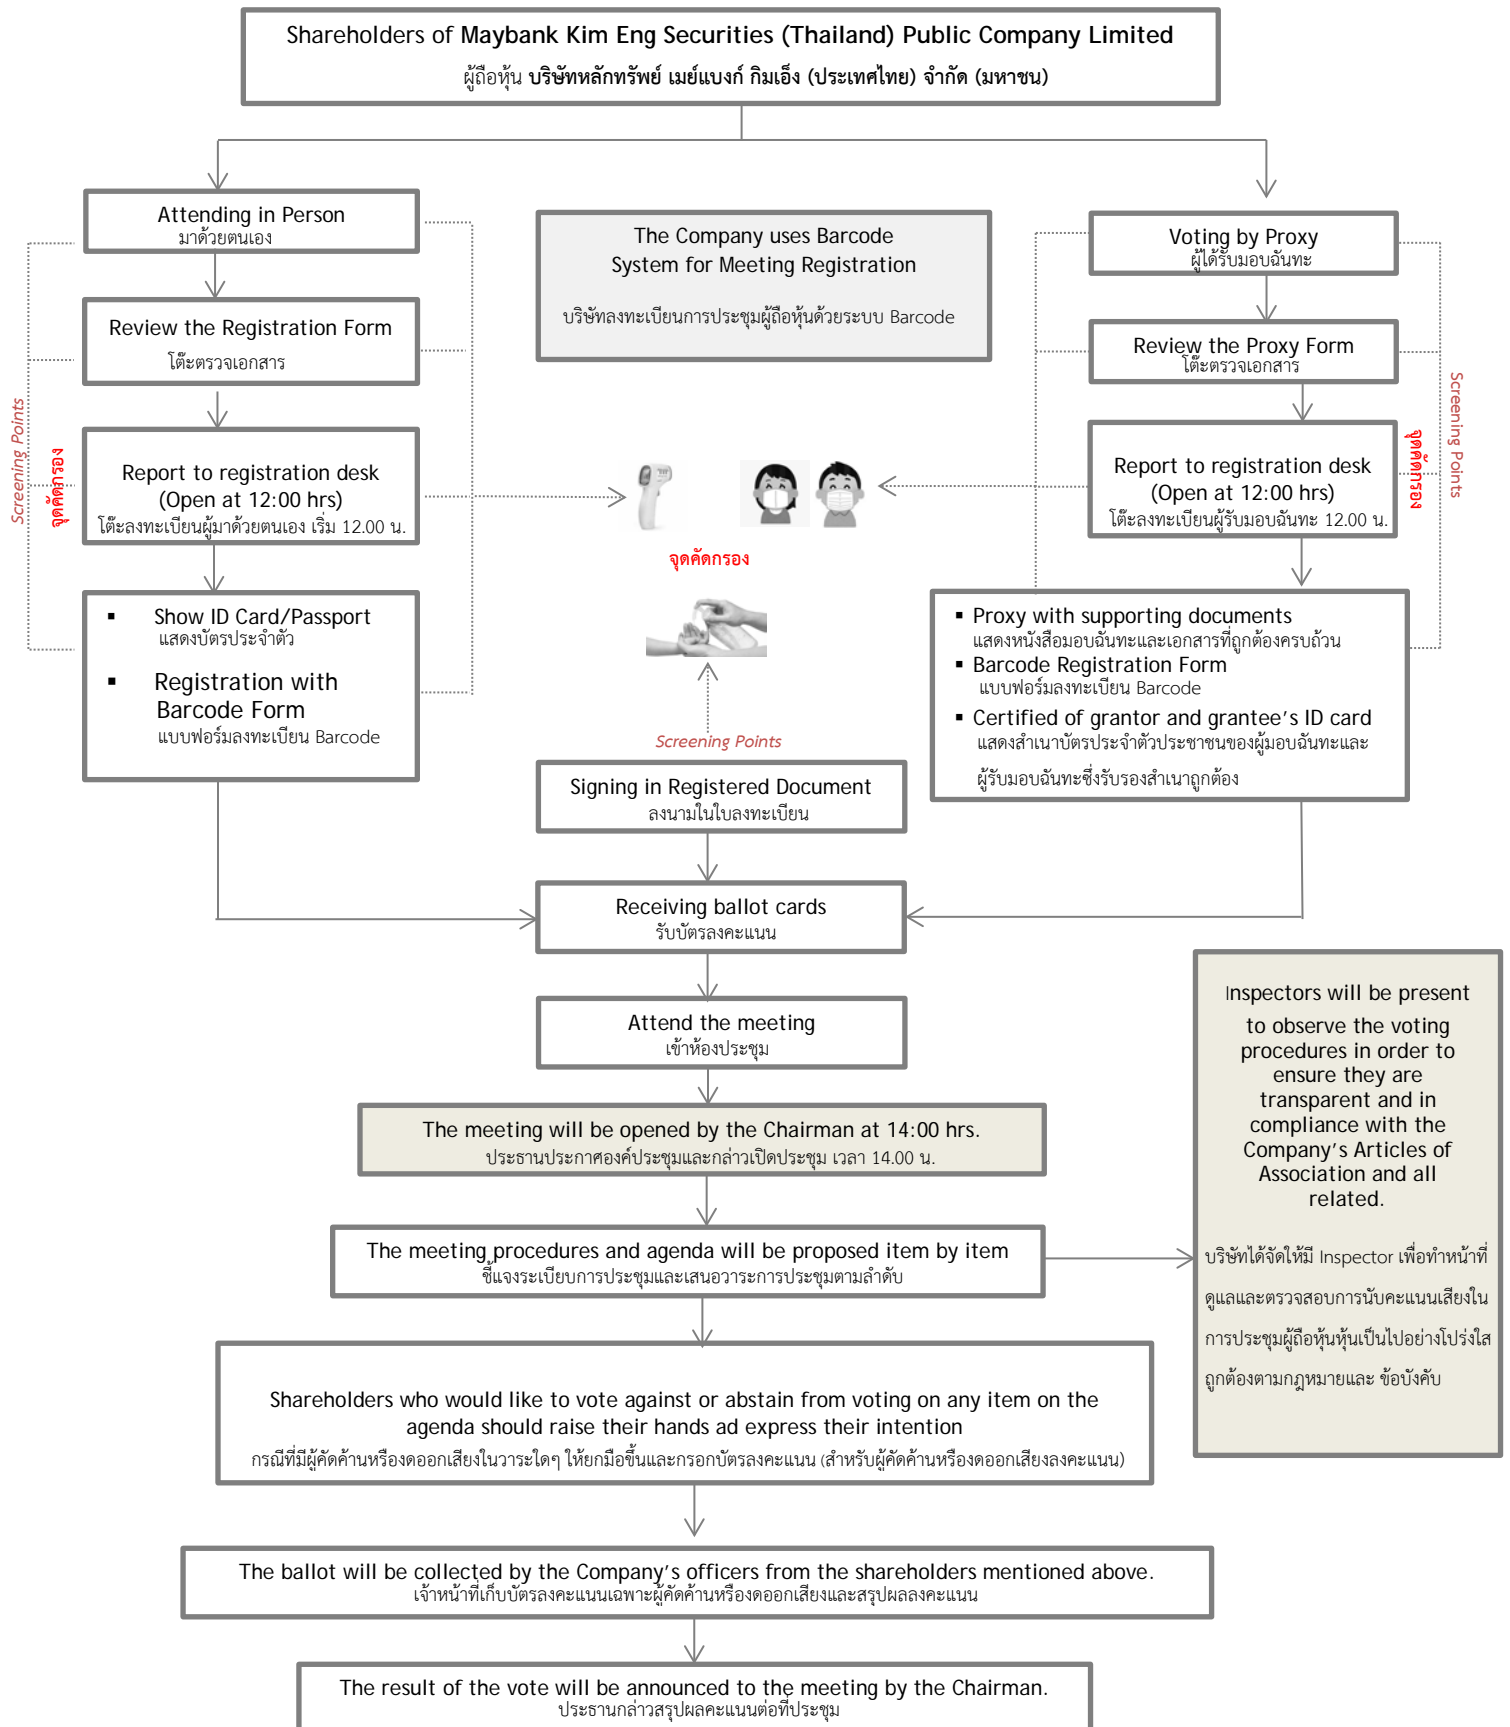 Shareholders of Maybank Kim Eng Securities (Thailand) Public Company Limited
ผู้ถือหุ้น บริษัทหลักทรัพย์ เมย์แบงก์ กิมเอ็ง (ประเทศไทย) จำกัด (มหาชน)
Attending in Person
มาด้วยตนเอง
Review the Registration Form
โต๊ะตรวจเอกสาร
Screening Points
จุดคัดกรอง
Report to registration desk
(Open at 12:00 hrs)
โต๊ะลงทะเบียนผู้มาด้วยตนเอง เริ่ม 12.00 น.
▪ Show ID Card/Passport
แสดงบัตรประจำตัว
▪ Registration with
Barcode Form
แบบฟอร์มลงทะเบียน Barcode
The Company uses Barcode
System for Meeting Registration
บริษัทลงทะเบียนการประชุมผู้ถือหุ้นด้วยระบบ Barcode
จุดคัดกรอง
Screening Points
Voting by Proxy
ผู้ได้รับมอบฉันทะ
Review the Proxy Form
โต๊ะตรวจเอกสาร
Screening Points
จุดคัดกรอง
Report to registration desk
(Open at 12:00 hrs)
โต๊ะลงทะเบียนผู้รับมอบฉันทะ 12.00 น.
▪ Proxy with supporting documents
แสดงหนังสือมอบฉันทะและเอกสารที่ถูกต้องครบถ้วน
▪ Barcode Registration Form
แบบฟอร์มลงทะเบียน Barcode
▪ Certified of grantor and grantee's ID card
แสดงสำเนาบัตรประจำตัวประชาชนของผู้มอบฉันทะและ
ผู้รับมอบฉันทะซึ่งรับรองสำเนาถูกต้อง
Signing in Registered Document
ลงนามในใบลงทะเบียน
Receiving ballot cards
รับบัตรลงคะแนน
Attend the meeting
เข้าห้องประชุม
The meeting will be opened by the Chairman at 14:00 hrs.
ประธานประกาศองค์ประชุมและกล่าวเปิดประชุม เวลา 14.00 น.
The meeting procedures and agenda will be proposed item by item
ชี้แจงระเบียบการประชุมและเสนอวาระการประชุมตามลำดับ
Inspectors will be present
to observe the voting
procedures in order to
ensure they are
transparent and in
compliance with the
Company's Articles of
Association and all
related.
บริษัทได้จัดให้มี Inspector เพื่อทำหน้าที่
ดูแลและตรวจสอบการนับคะแนนเสียงใน
การประชุมผู้ถือหุ้นหุ้นเป็นไปอย่างโปร่งใส
ถูกต้องตามกฎหมายและ ข้อบังคับ
Shareholders who would like to vote against or abstain from voting on any item on the
agenda should raise their hands ad express their intention
กรณีที่มีผู้คัดค้านหรืองดออกเสียงในวาระใดๆ ให้ยกมือขึ้นและกรอกบัตรลงคะแนน (สำหรับผู้คัดค้านหรืองดออกเสียงลงคะแนน)
The ballot will be collected by the Company's officers from the shareholders mentioned above.
เจ้าหน้าที่เก็บบัตรลงคะแนนเฉพาะผู้คัดค้านหรืองดออกเสียงและสรุปผลลงคะแนน
The result of the vote will be announced to the meeting by the Chairman.
ประธานกล่าวสรุปผลคะแนนต่อที่ประชุม